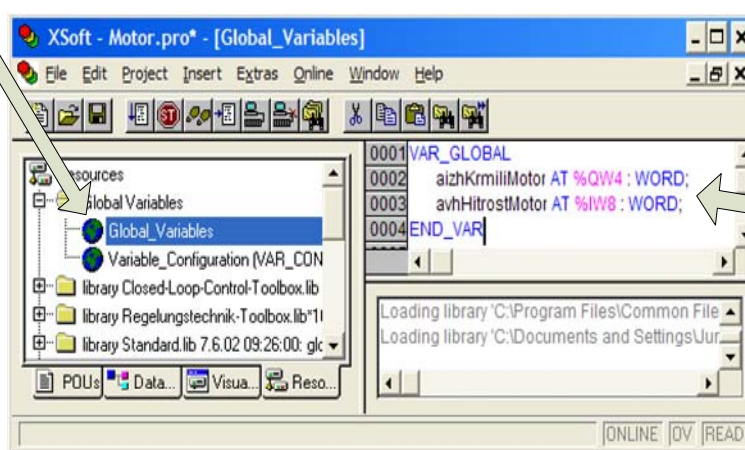 XSoft - Motor.pro* - [Global_Variables]
File Edit Project Insert Extras Online Window Help
Resources
Global Variables
Global_Variables
Variable_Configuration (VAR_CON
library Closed-Loop-Control-Toolbox.lib
library Regelungstechnik-Toolbox.lib*1
library Standard.lib 7.6.02 09:26:00: glo
POUs Data... Visua... Reso...
0001 VAR_GLOBAL
0002 aizhKrmiliMotor AT %QW4 : WORD;
0003 avhHitrostMotor AT %IW8 : WORD;
0004 END_VAR
Loading library 'C:\Program Files\Common File
Loading library 'C:\Documents and Settings\Jur
ONLINE OV READ